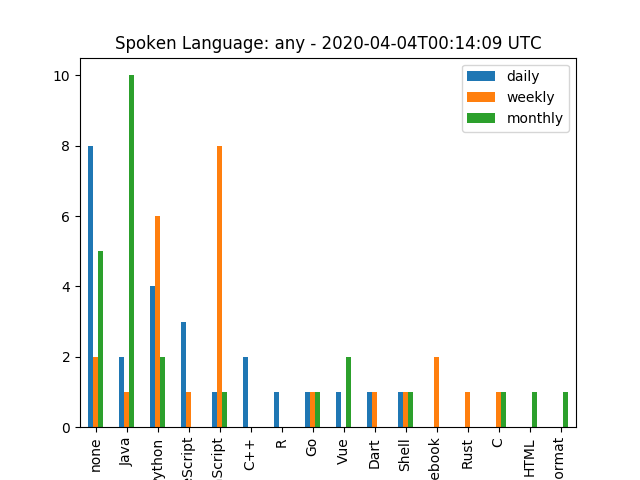 Spoken Language: any - 2020-04-04T00:14:09 UTC
daily
weekly
monthly
10
8
6
4
2
0
none
Java
ython
eScript
Script
C++
R
Go
Vue
Dart
Shell
ebook
Rust
C
HTML
ormat